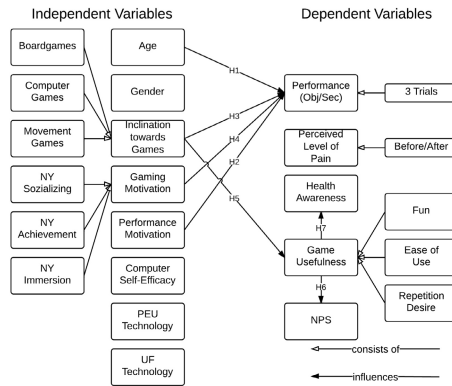 Independent Variables
Dependent Variables
Boardgames
Computer
Games
Movement
Games
NY
Sozializing
NY
Achievement
NY
Immersion
Age
Gender
Inclination
towards
Games
Gaming
Motivation
Performance
Motivation
Computer
Self-Efficacy
PEU
Technology
UF
Technology
H1
H3
H4
H2
H5
Performance
(Obj/Sec)
3 Trials
Perceived
Level of
Pain
Before/After
Health
Awareness
H7
Game
Usefulness
H6
NPS
Fun
Ease of
Use
Repetition
Desire
consists of
influences